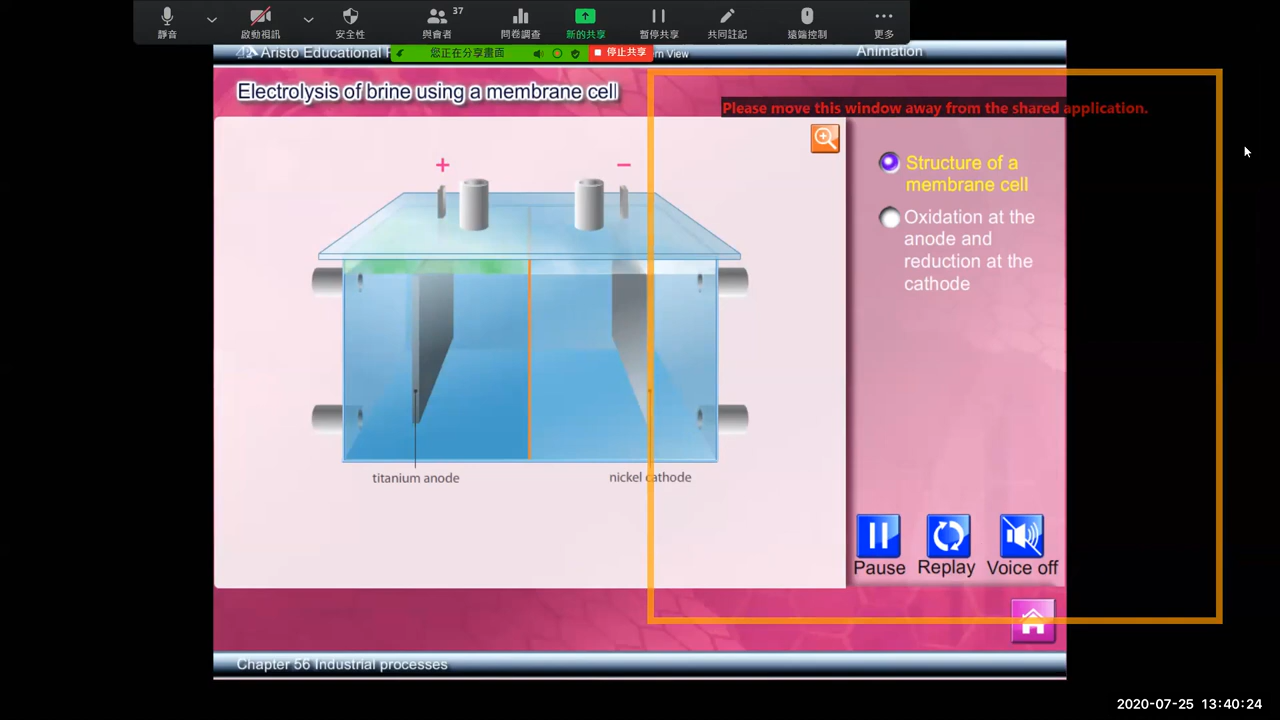 37
靜音
啟動視訊
安全性
與會者
問卷調查
新的共享
暫停共享
共同註記
遠端控制
更多
Aristo Educational
您正在分享畫面
停止共享
rn View
Animation
Electrolysis of brine using a membrane cell
Please move this window away from the shared application.
+
−
Structure of a
membrane cell
Oxidation at the
anode and
reduction at the
cathode
titanium anode
nickel cathode
Pause
Replay
Voice off
Chapter 56 Industrial processes
2020-07-25 13:40:24